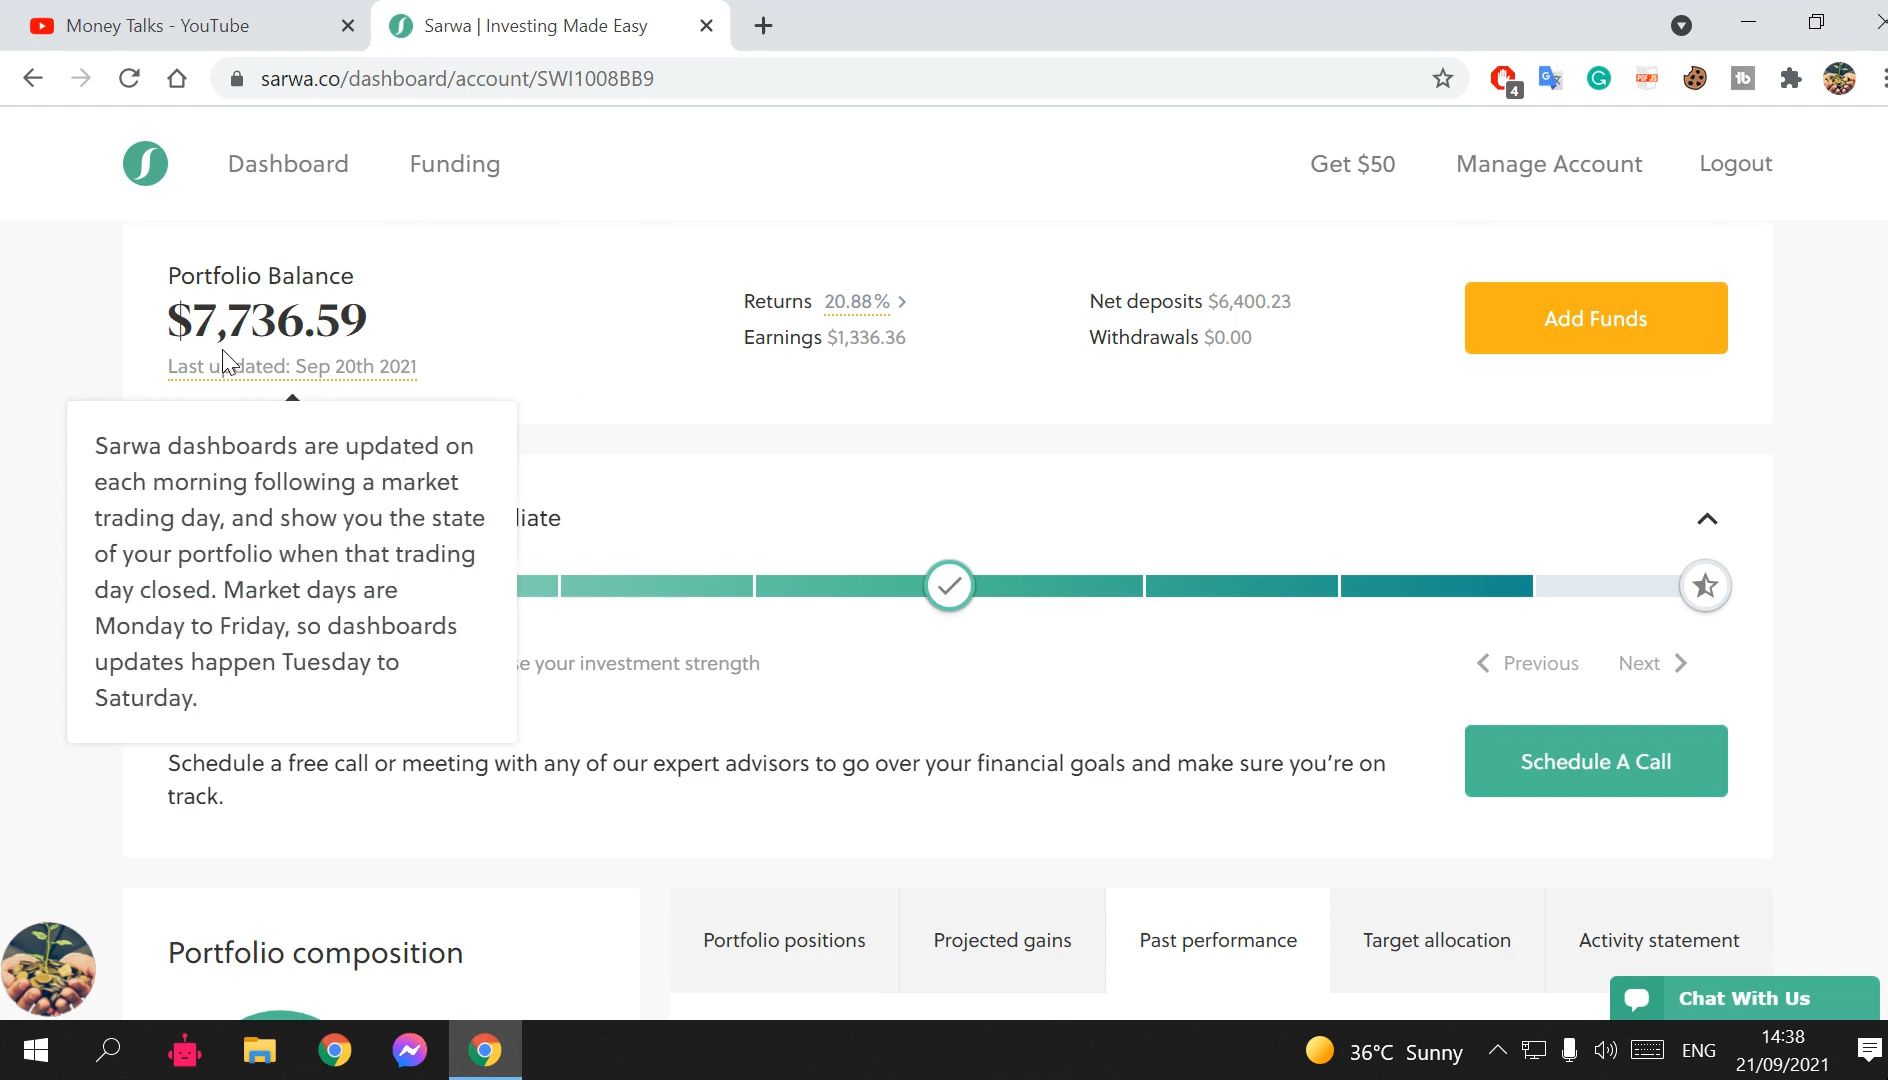 Money Talks - YouTube
Sarwa | Investing Made Easy
sarwa.co/dashboard/account/SWI1008BB9
4
Dashboard
Funding
Get $50
Manage Account
Logout
Portfolio Balance
$7,736.59
Last updated: Sep 20th 2021
Returns 20.88%
Earnings $1,336.36
Net deposits $6,400.23
Withdrawals $0.00
Add Funds
Sarwa dashboards are updated on
each morning following a market
trading day, and show you the state
of your portfolio when that trading
day closed. Market days are
Monday to Friday, so dashboards
updates happen Tuesday to
Saturday.
liate
se your investment strength
Previous
Next
Schedule a free call or meeting with any of our expert advisors to go over your financial goals and make sure you're on
track.
Schedule A Call
Portfolio composition
Portfolio positions
Projected gains
Past performance
Target allocation
Activity statement
Chat With Us
36°C Sunny
ENG
14:38
21/09/2021